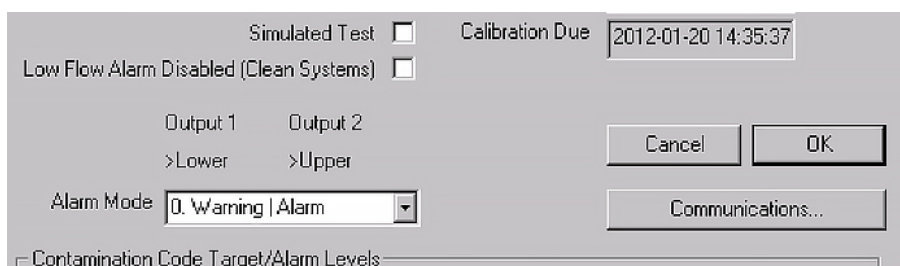 Simulated Test
Calibration Due
2012-01-20 14:35:37
Low Flow Alarm Disabled (Clean Systems)
Output 1 Output 2
>Lower >Upper
Cancel
OK
Alarm Mode 0. Warning | Alarm
Communications...
Contamination Code Target/Alarm Levels